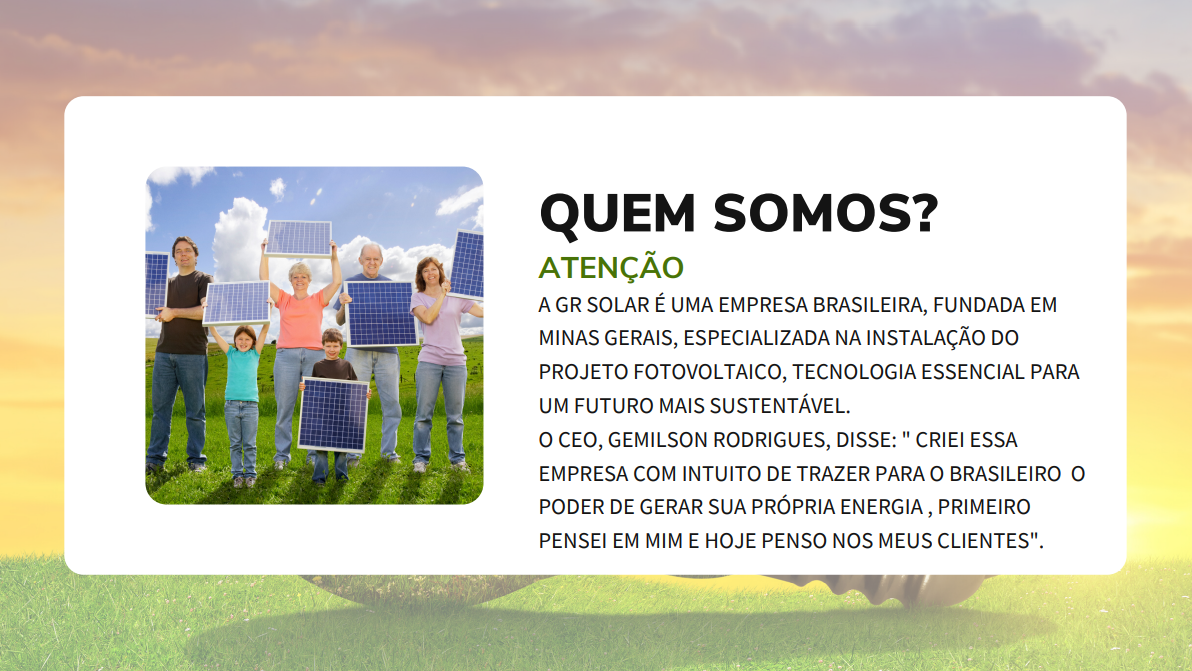 QUEM SOMOS?
ATENÇÃO
A GR SOLAR É UMA EMPRESA BRASILEIRA, FUNDADA EM
MINAS GERAIS, ESPECIALIZADA NA INSTALAÇÃO DO
PROJETO FOTOVOLTAICO, TECNOLOGIA ESSENCIAL PARA
UM FUTURO MAIS SUSTENTÁVEL.
O CEO, GEMILSON RODRIGUES, DISSE: " CRIEI ESSA
EMPRESA COM INTUITO DE TRAZER PARA O BRASILEIRO  O
PODER DE GERAR SUA PRÓPRIA ENERGIA , PRIMEIRO
PENSEI EM MIM E HOJE PENSO NOS MEUS CLIENTES".